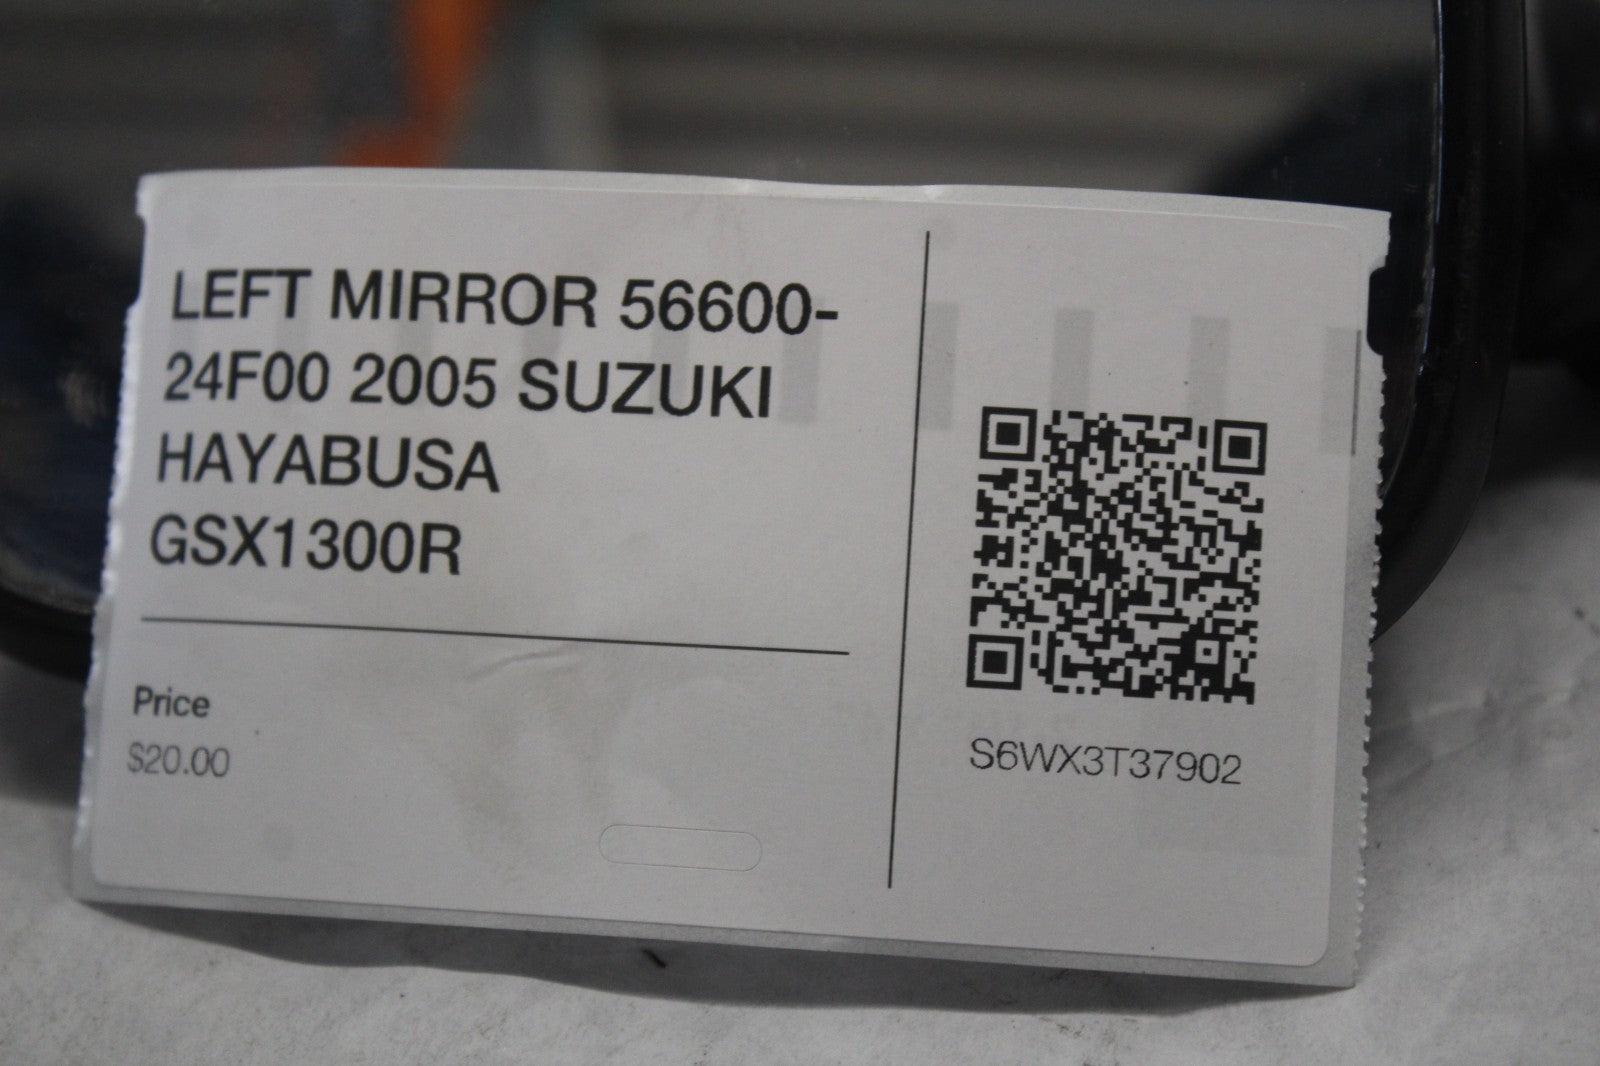 LEFT MIRROR 56600-
24F00 2005 SUZUKI
HAYABUSA
GSX1300R
Price
$20.00
S6WX3T37902